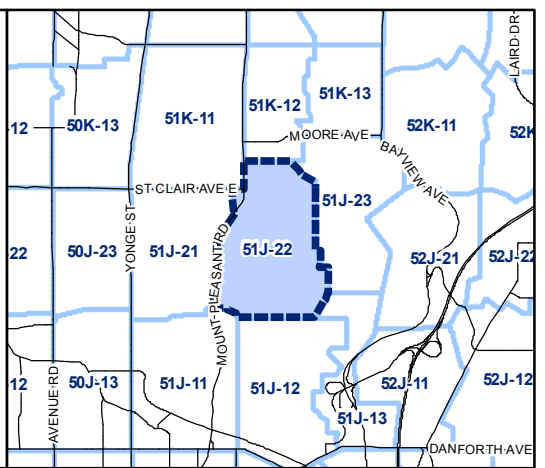 LAIRD DR
12
50K-13
51K-11
51K-12
51K-13
52K-11
52K
MOORE AVE
BAYVIEW AVE
ST CLAIR AVE E
51J-23
YONGE ST
MOUNT PLEASANT RD
22
50J-23
51J-21
51J-22
52J-21
52J-22
12
50J-13
51J-11
51J-12
52J-11
52J-12
AVENUE RD
51J-13
DANFORTH AVE